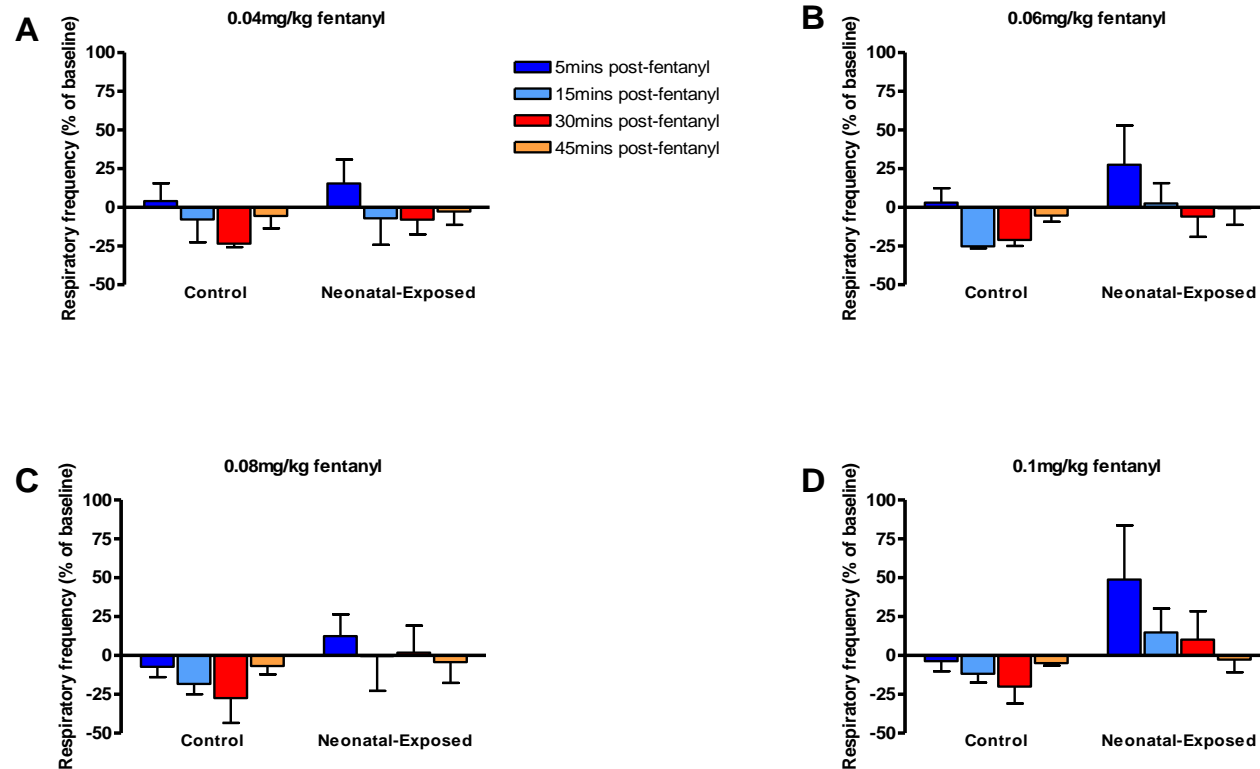 A
0.04mg/kg fentanyl
Respiratory frequency (% of baseline)
100
75
50
25
0
-25
-50
Control
Neonatal-Exposed
5mins post-fentanyl
15mins post-fentanyl
30mins post-fentanyl
45mins post-fentanyl
B
0.06mg/kg fentanyl
Respiratory frequency (% of baseline)
100
75
50
25
0
-25
-50
Control
Neonatal-Exposed
C
0.08mg/kg fentanyl
Respiratory frequency (% of baseline)
100
75
50
25
0
-25
-50
Control
Neonatal-Exposed
D
0.1mg/kg fentanyl
Respiratory frequency (% of baseline)
100
75
50
25
0
-25
-50
Control
Neonatal-Exposed